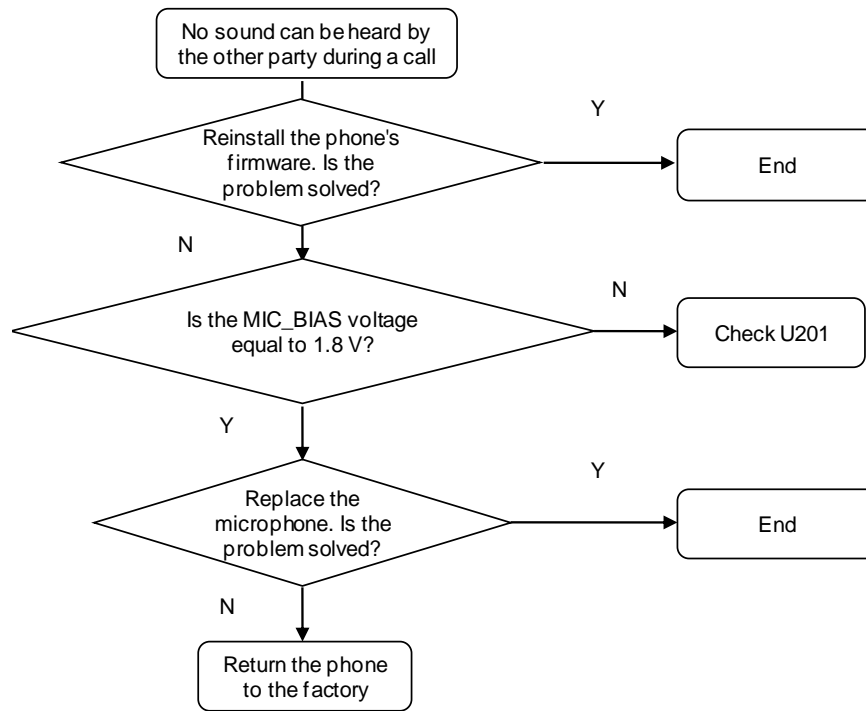 No sound can be heard by
the other party during a call
Y
Reinstall the phone's
firmware. Is the
problem solved?
End
N
N
Is the MIC_BIAS voltage
equal to 1.8 V?
Check U201
Y
Y
Replace the
microphone. Is the
problem solved?
End
N
Return the phone
to the factory